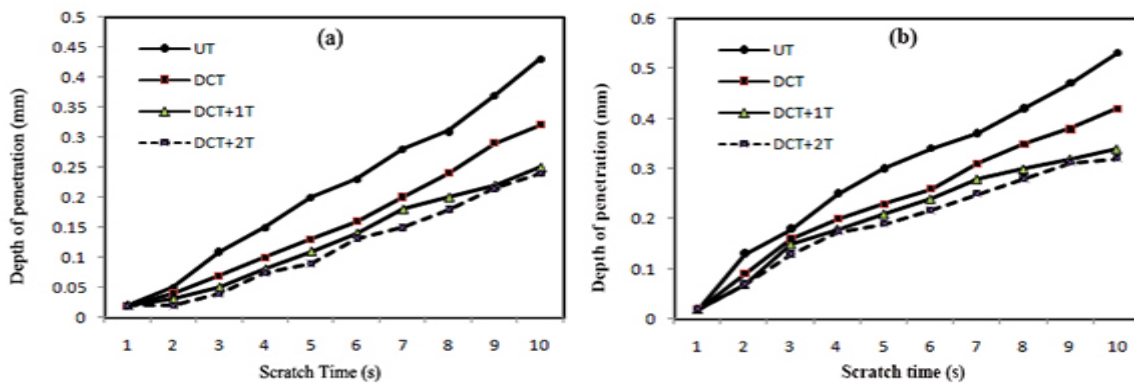 (a)
UT
DCT
DCT+1T
DCT+2T
Depth of penetration (mm)
0.5
0.45
0.4
0.35
0.3
0.25
0.2
0.15
0.1
0.05
0
1 2 3 4 5 6 7 8 9 10
Scratch Time (s)
(b)
UT
DCT
DCT+1T
DCT+2T
Depth of penetration (mm)
0.6
0.5
0.4
0.3
0.2
0.1
0
1 2 3 4 5 6 7 8 9 10
Scratch time (s)